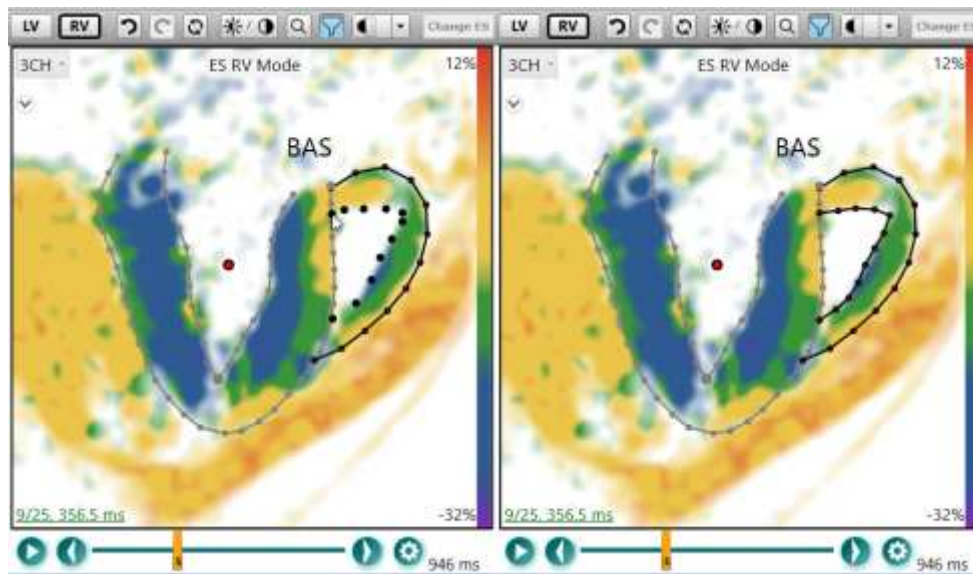 LV RV Change ES
3CH ES RV Mode 12%
BAS
9/25, 356.5 ms -32%
946 ms
LV RV Change ES
3CH ES RV Mode 12%
BAS
9/25, 356.5 ms -32%
946 ms